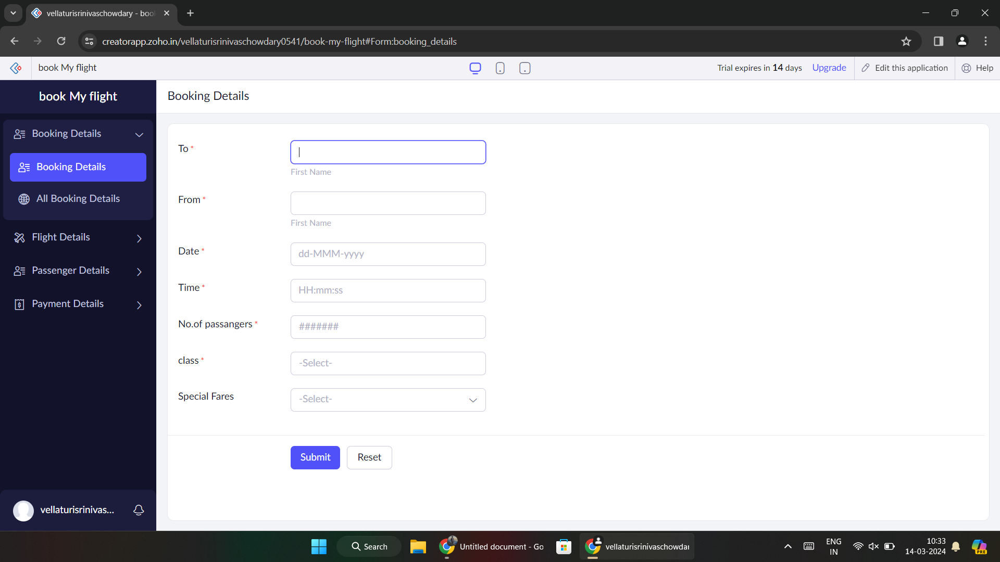 vellaturisrinivaschowdary - boo
creatorapp.zoho.in/vellaturisrinivaschowdary0541/book-my-flight#Form:booking_details
book My flight
Trial expires in 14 days Upgrade Edit this application Help
book My flight
Booking Details
Booking Details
Booking Details
All Booking Details
Flight Details
Passenger Details
Payment Details
vellaturisrinivas...
To *
First Name
From *
First Name
Date *
dd-MMM-yyyy
Time *
HH:mm:ss
No.of passangers *
#######
class *
-Select-
Special Fares
-Select-
Submit Reset
Search
Untitled document - Go
vellaturisrinivaschowdar
ENG
IN
10:33
14-03-2024
PRE